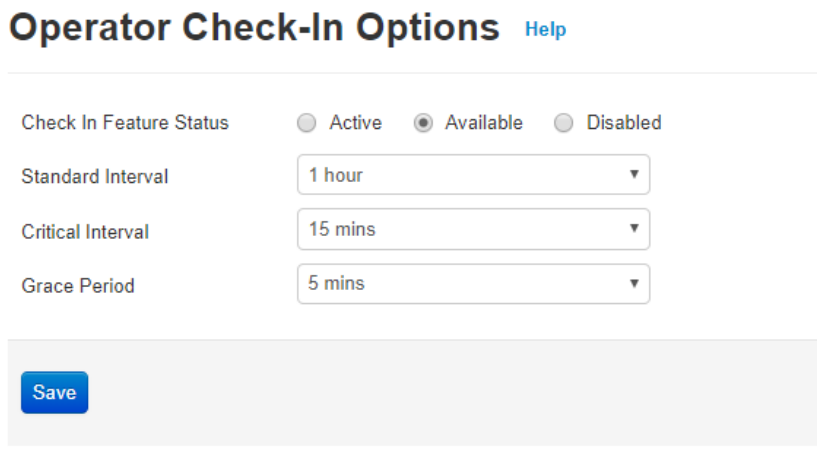 Operator Check-In Options Help
Check In Feature Status Active Available Disabled
Standard Interval 1 hour
Critical Interval 15 mins
Grace Period 5 mins
Save